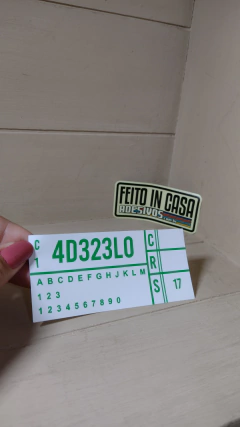 FEITO IN CASA
ADESIVOS
C 4D323L0 C
1 R
A B C D E F G H I J K L M S 17
1 2 3
1 2 3 4 5 6 7 8 9 0